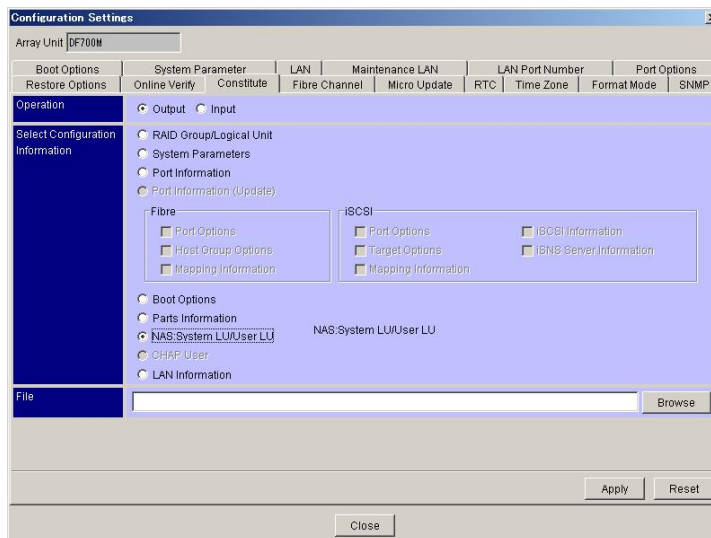 Configuration Settings
Array Unit DF700M
Boot Options System Parameter LAN Maintenance LAN LAN Port Number Port Options
Restore Options Online Verify Constitute Fibre Channel Micro Update RTC Time Zone Format Mode SNMP
Operation Output Input
Select Configuration Information
RAID Group/Logical Unit
System Parameters
Port Information
Port Information (Update)
Fibre
Port Options
Host Group Options
Mapping Information
iSCSI
Port Options iSCSI Information
Target Options iSNS Server Information
Mapping Information
Boot Options
Parts Information
NAS:System LU/User LU NAS:System LU/User LU
CHAP User
LAN Information
File Browse
Apply Reset
Close